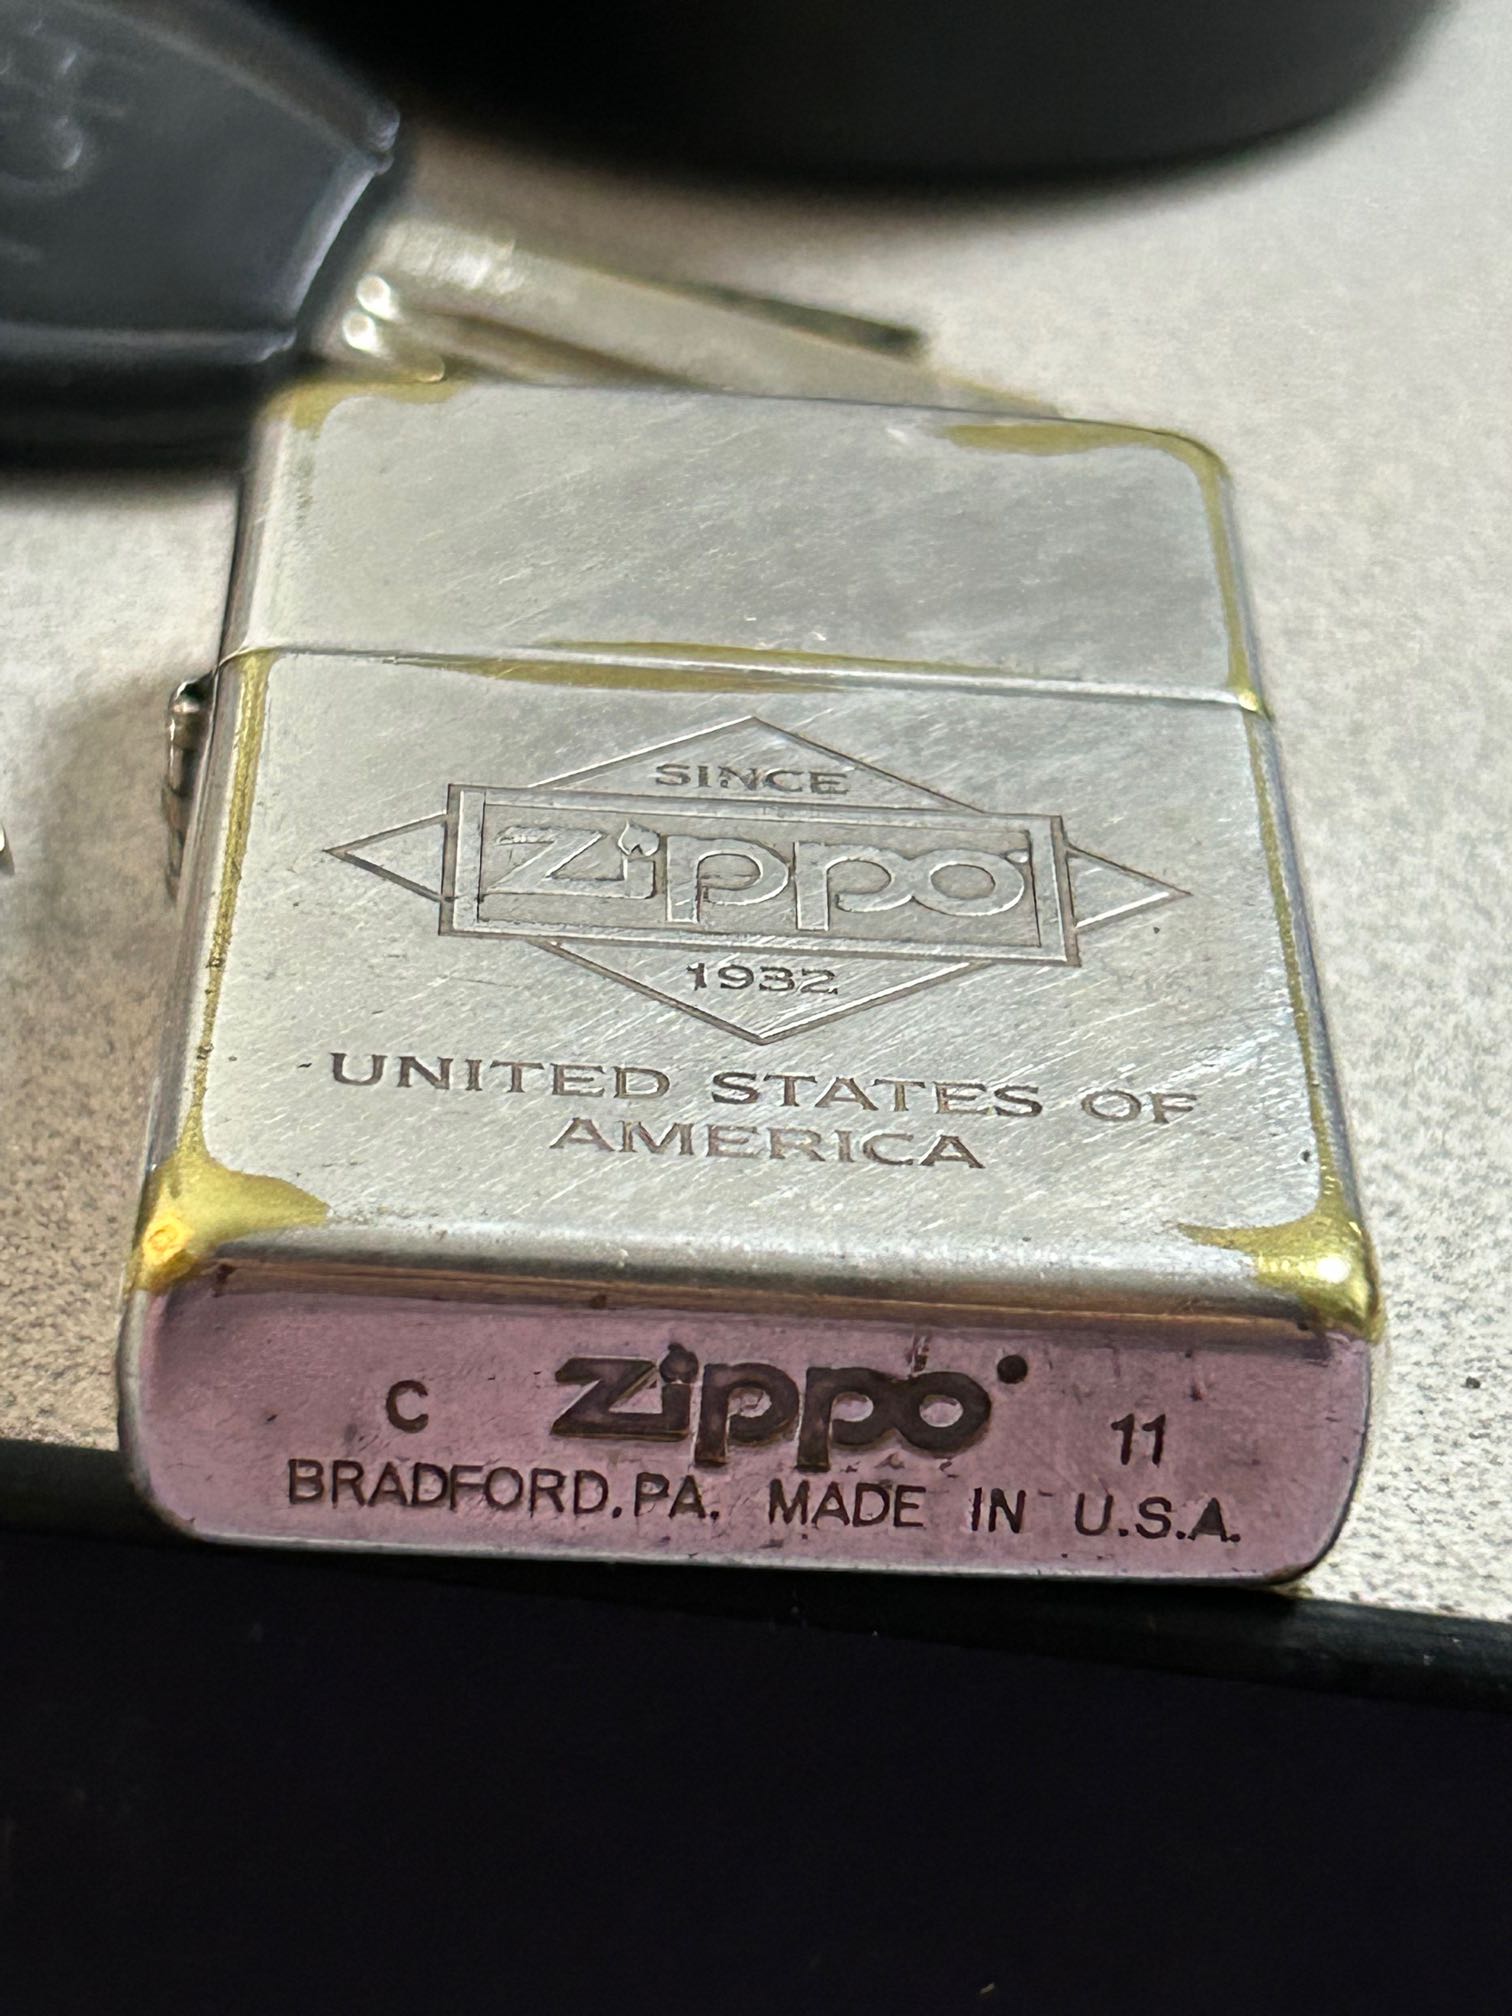 SINCE
Zippo
1932
UNITED STATES OF
AMERICA
C Zippo 11
BRADFORD.PA. MADE IN U.S.A.